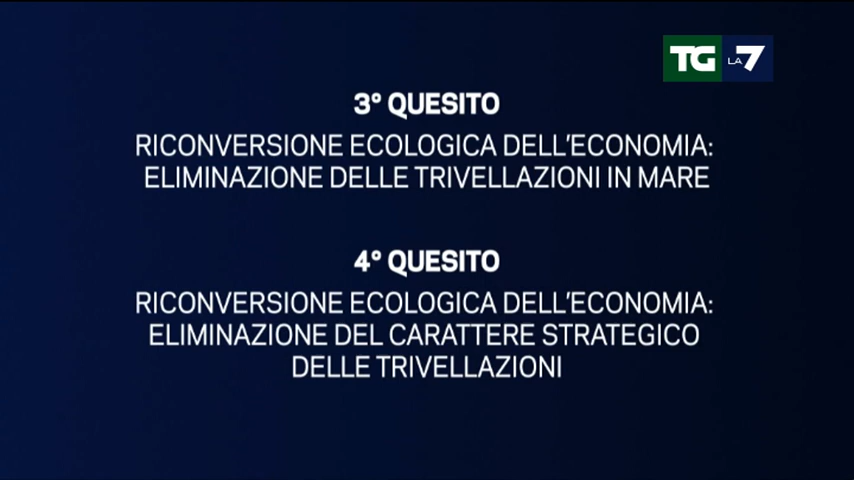 TG LA7
3° QUESITO
RICONVERSIONE ECOLOGICA DELL'ECONOMIA:
ELIMINAZIONE DELLE TRIVELLAZIONI IN MARE
4° QUESITO
RICONVERSIONE ECOLOGICA DELL'ECONOMIA:
ELIMINAZIONE DEL CARATTERE STRATEGICO
DELLE TRIVELLAZIONI